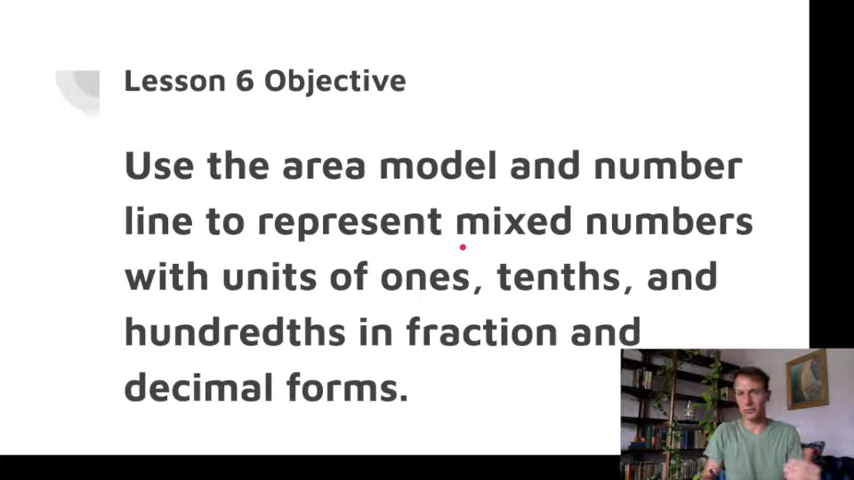 Lesson 6 Objective
Use the area model and number
line to represent mixed numbers
with units of ones, tenths, and
hundredths in fraction and
decimal forms.